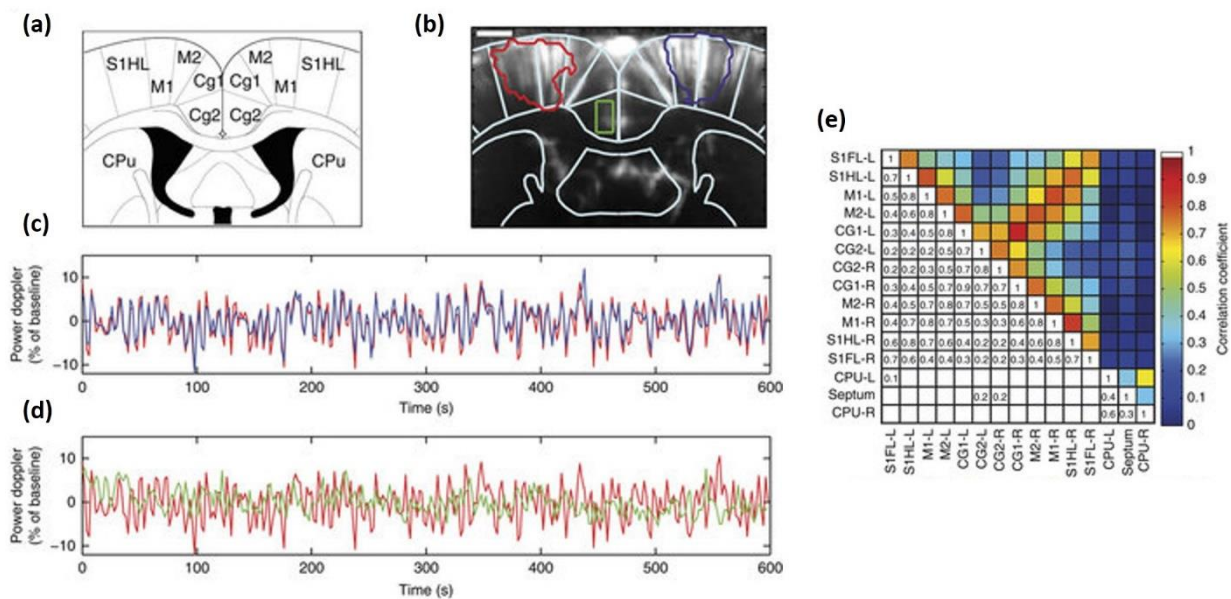 (a)
M2 M2
S1HL S1HL
Cg1 Cg1
M1 M1
Cg2 Cg2
CPu CPu
(b)
(c)
Power doppler
(% of baseline)
10
0
−10
0 100 200 300 400 500 600
Time (s)
(d)
Power doppler
(% of baseline)
10
0
−10
0 100 200 300 400 500 600
Time (s)
(e)
S1FL-L 1
S1HL-L 0.7 1
M1-L 0.5 0.8 1
M2-L 0.4 0.6 0.8 1
CG1-L 0.3 0.4 0.5 0.8 1
CG2-L 0.2 0.2 0.2 0.5 0.7 1
CG2-R 0.2 0.2 0.3 0.5 0.7 0.8 1
CG1-R 0.3 0.4 0.5 0.7 0.9 0.7 0.7 1
M2-R 0.4 0.5 0.7 0.8 0.7 0.5 0.5 0.8 1
M1-R 0.4 0.7 0.8 0.7 0.5 0.3 0.3 0.6 0.8 1
S1HL-R 0.6 0.8 0.7 0.6 0.4 0.2 0.2 0.4 0.6 0.8 1
S1FL-R 0.7 0.6 0.4 0.4 0.3 0.2 0.2 0.3 0.4 0.5 0.7 1
CPU-L 0.1 1
Septum 0.2 0.2 0.4 1
CPU-R 0.6 0.3 1
S1FL-L S1HL-L M1-L M2-L CG1-L CG2-L CG2-R CG1-R M2-R M1-R S1HL-R S1FL-R CPU-L Septum CPU-R
1
0.9
0.8
0.7
0.6
0.5
0.4
0.3
0.2
0.1
0
Correlation coefficient